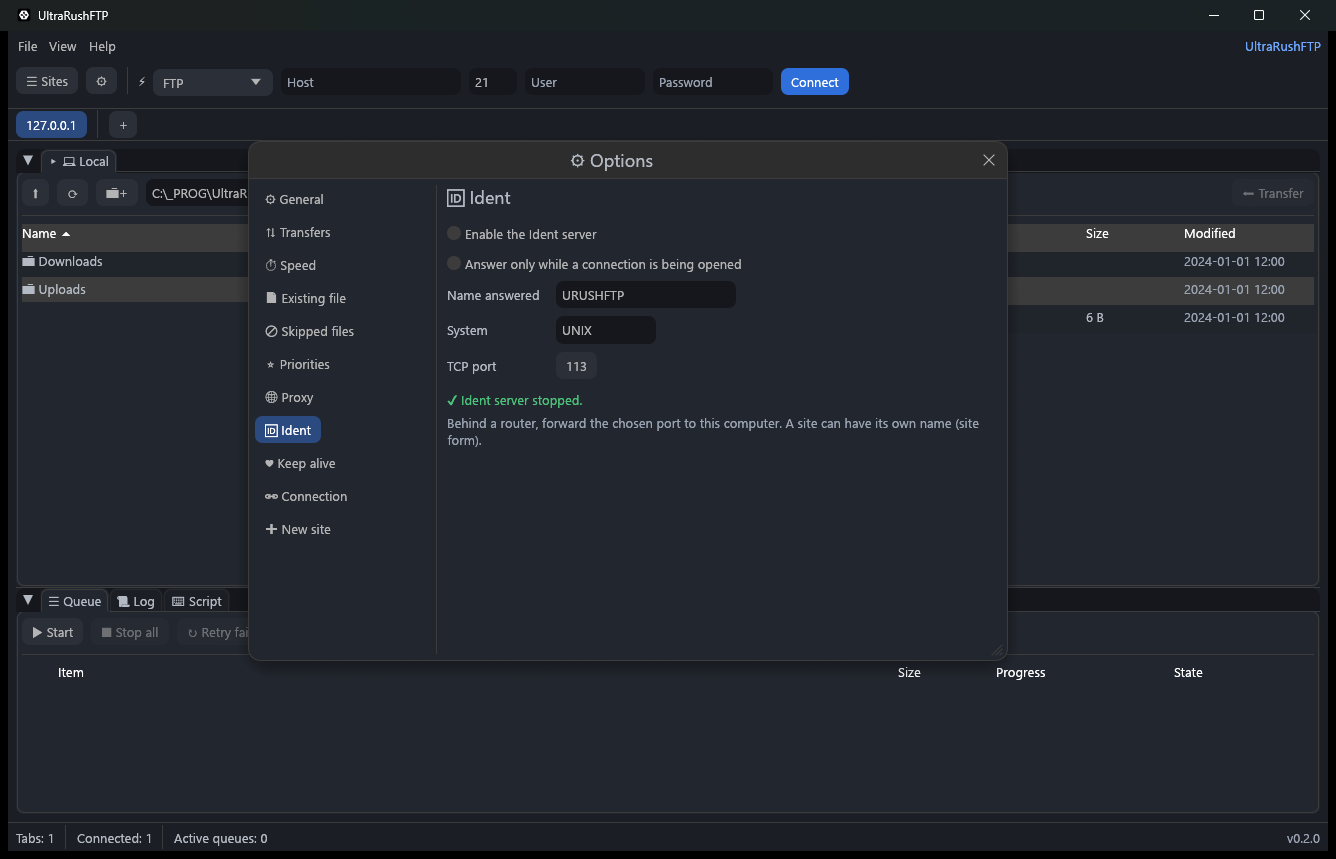 UltraRushFTP
File View Help
UltraRushFTP
Sites
FTP
Host
21
User
Password
Connect
127.0.0.1
+
Local
C:\_PROG\UltraR
Transfer
Name
Size
Modified
Downloads
2024-01-01 12:00
Uploads
2024-01-01 12:00
6 B
2024-01-01 12:00
Options
General
Transfers
Speed
Existing file
Skipped files
Priorities
Proxy
ID Ident
Keep alive
Connection
New site
ID Ident
Enable the Ident server
Answer only while a connection is being opened
Name answered
URUSHFTP
System
UNIX
TCP port
113
✓ Ident server stopped.
Behind a router, forward the chosen port to this computer. A site can have its own name (site
form).
Queue
Log
Script
Start
Stop all
Retry fai
Item
Size
Progress
State
Tabs: 1
Connected: 1
Active queues: 0
v0.2.0